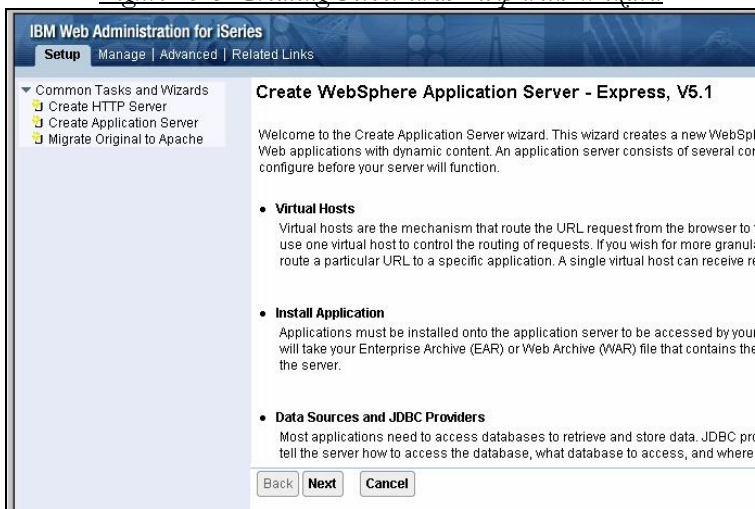 IBM Web Administration for iSeries
Setup Manage | Advanced | Related Links
Common Tasks and Wizards
Create HTTP Server
Create Application Server
Migrate Original to Apache
Create WebSphere Application Server - Express, V5.1
Welcome to the Create Application Server wizard. This wizard creates a new WebSp
Web applications with dynamic content. An application server consists of several co
configure before your server will function.
• Virtual Hosts
Virtual hosts are the mechanism that route the URL request from the browser to
use one virtual host to control the routing of requests. If you wish for more granul
route a particular URL to a specific application. A single virtual host can receive
• Install Application
Applications must be installed onto the application server to be accessed by your
will take your Enterprise Archive (EAR) or Web Archive (WAR) file that contains the
the server.
• Data Sources and JDBC Providers
Most applications need to access databases to retrieve and store data. JDBC pro
tell the server how to access the database, what database to access, and where
Back Next Cancel